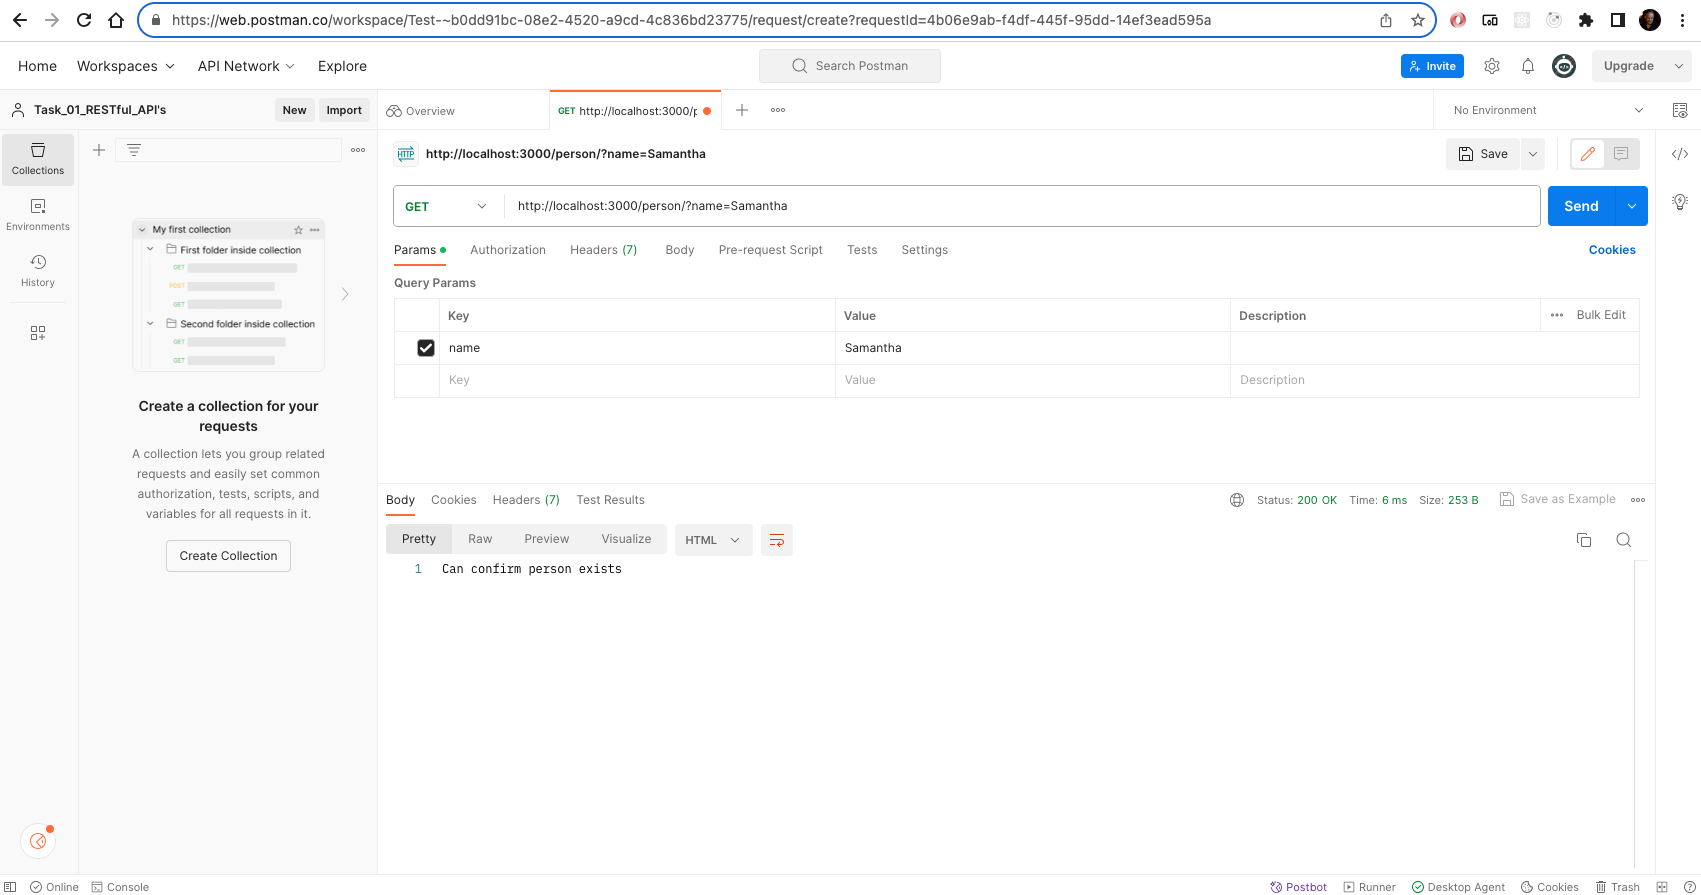 https://web.postman.co/workspace/Test-~b0dd91bc-08e2-4520-a9cd-4c836bd23775/request/create?requestId=4b06e9ab-f4df-445f-95dd-14ef3ead595a
Home Workspaces API Network Explore Search Postman Invite Upgrade
Task_01_RESTful_API's New Import Overview GET http://localhost:3000/p No Environment
Collections
Environments
History
My first collection
First folder inside collection
GET
POST
GET
Second folder inside collection
GET
GET
Create a collection for your
requests
A collection lets you group related
requests and easily set common
authorization, tests, scripts, and
variables for all requests in it.
Create Collection
HTTP http://localhost:3000/person/?name=Samantha Save
GET http://localhost:3000/person/?name=Samantha Send
Params Authorization Headers (7) Body Pre-request Script Tests Settings Cookies
Query Params
Key Value Description Bulk Edit
name Samantha
Key Value Description
Body Cookies Headers (7) Test Results Status: 200 OK Time: 6 ms Size: 253 B Save as Example
Pretty Raw Preview Visualize HTML
1 Can confirm person exists
Online Console Postbot Runner Desktop Agent Cookies Trash